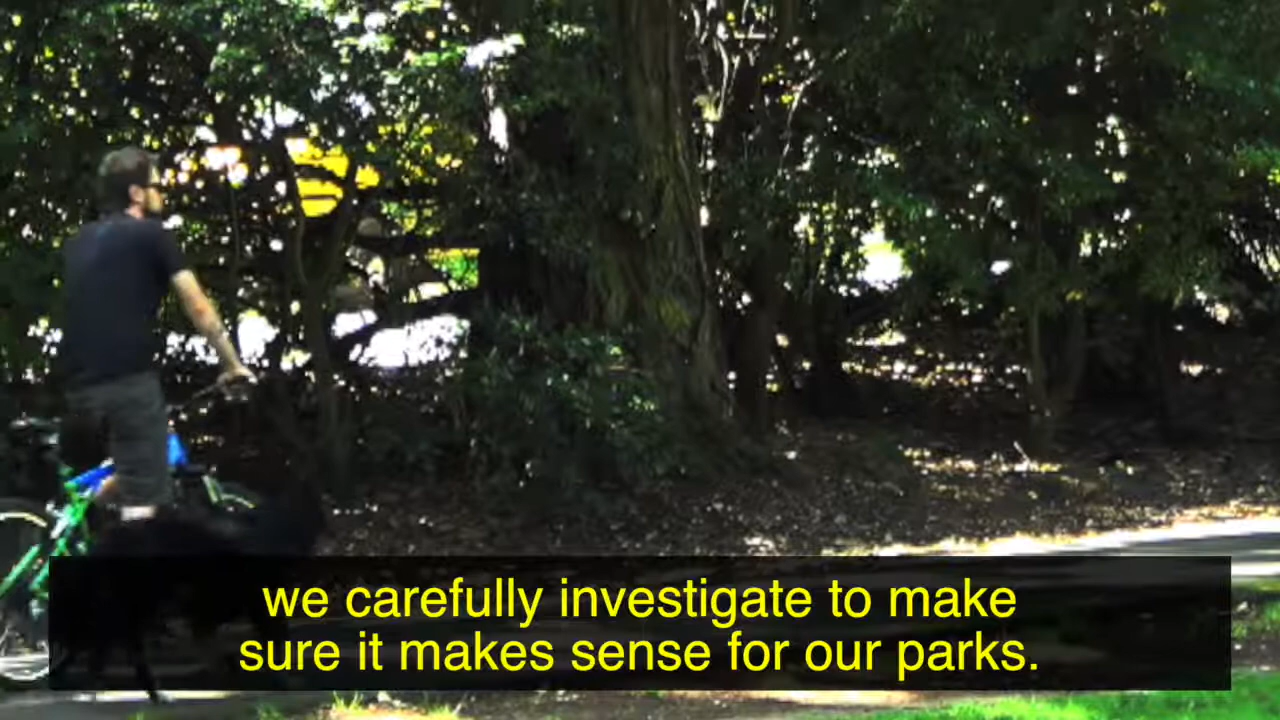 we carefully investigate to make
sure it makes sense for our parks.